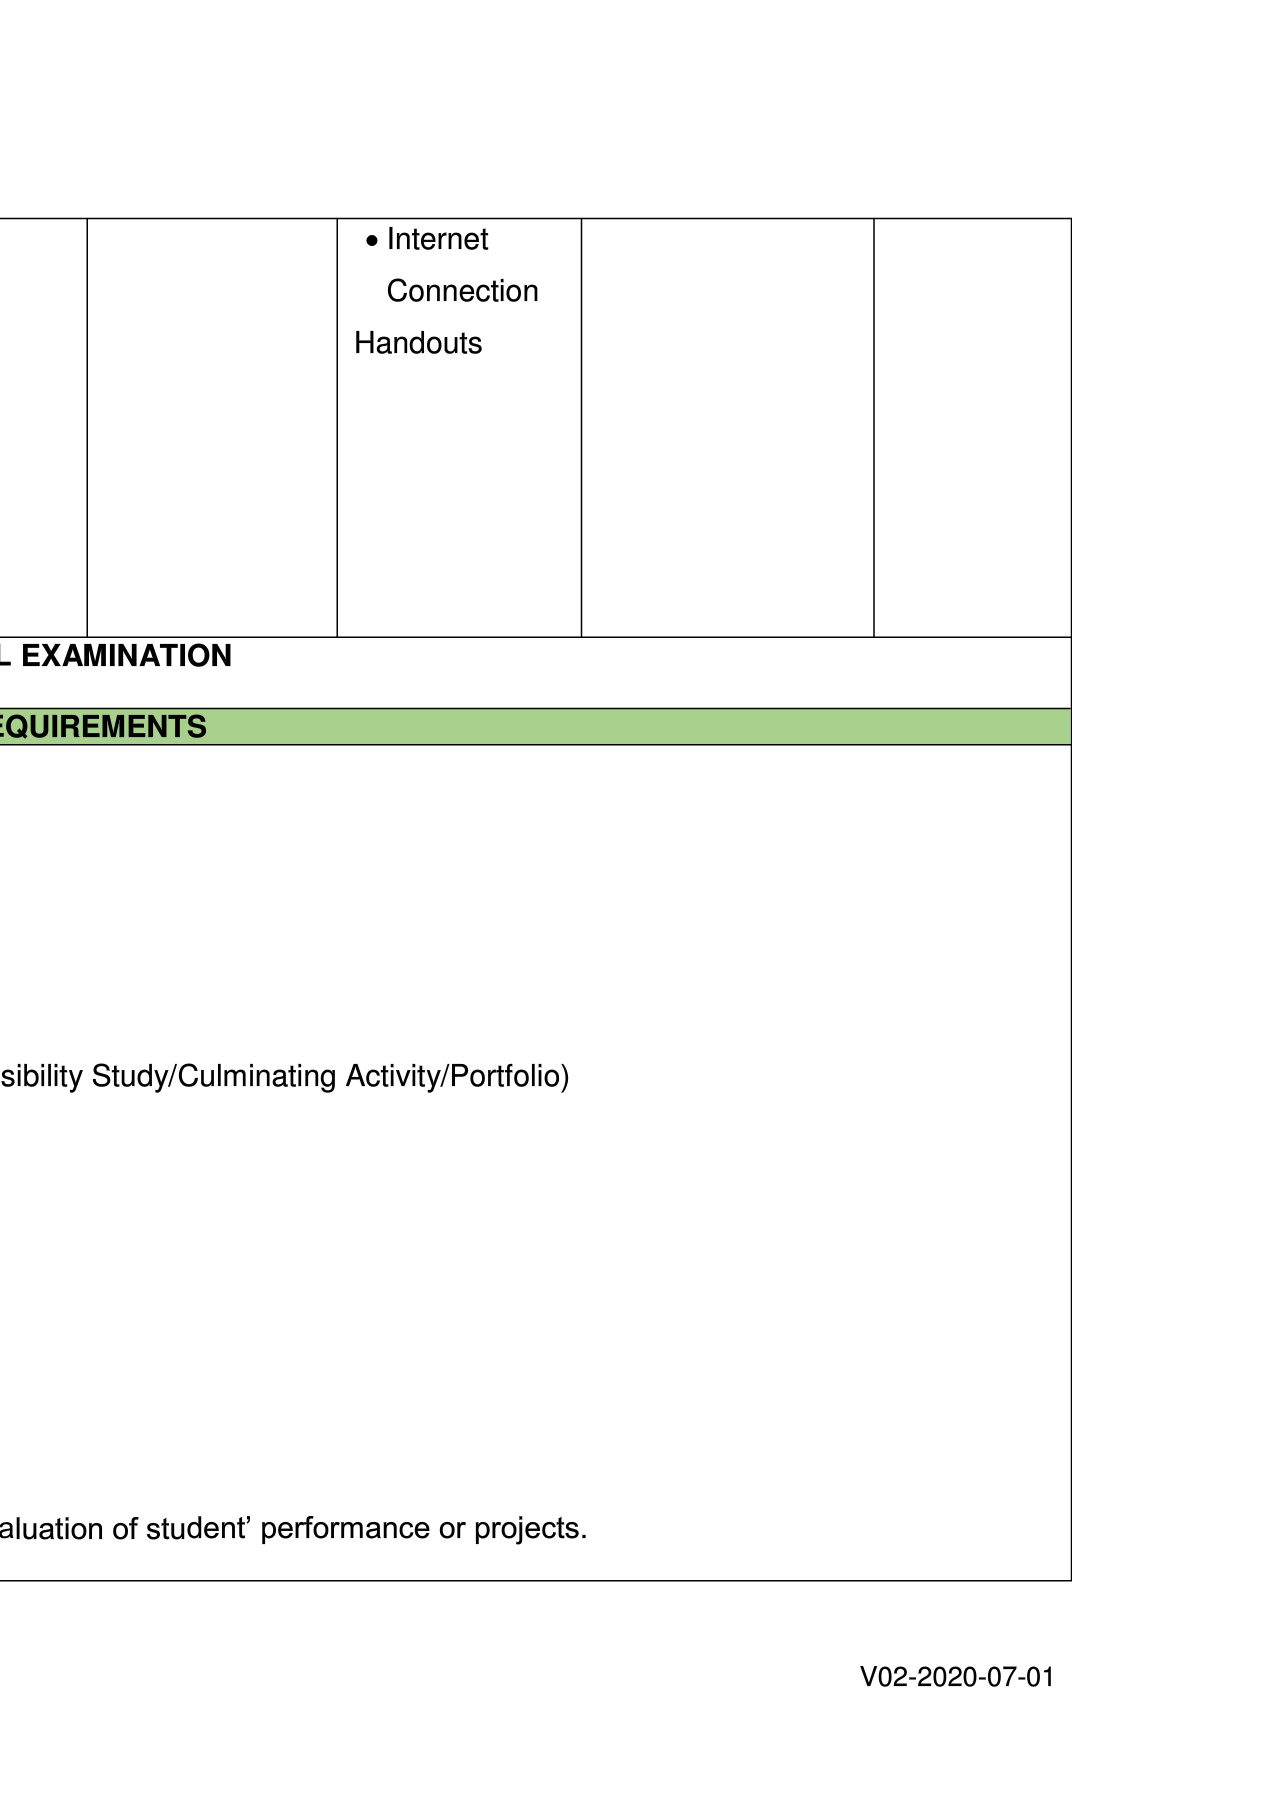 • Internet
Connection
Handouts
L EXAMINATION
EQUIREMENTS
sibility Study/Culminating Activity/Portfolio)
aluation of student’ performance or projects.
V02-2020-07-01